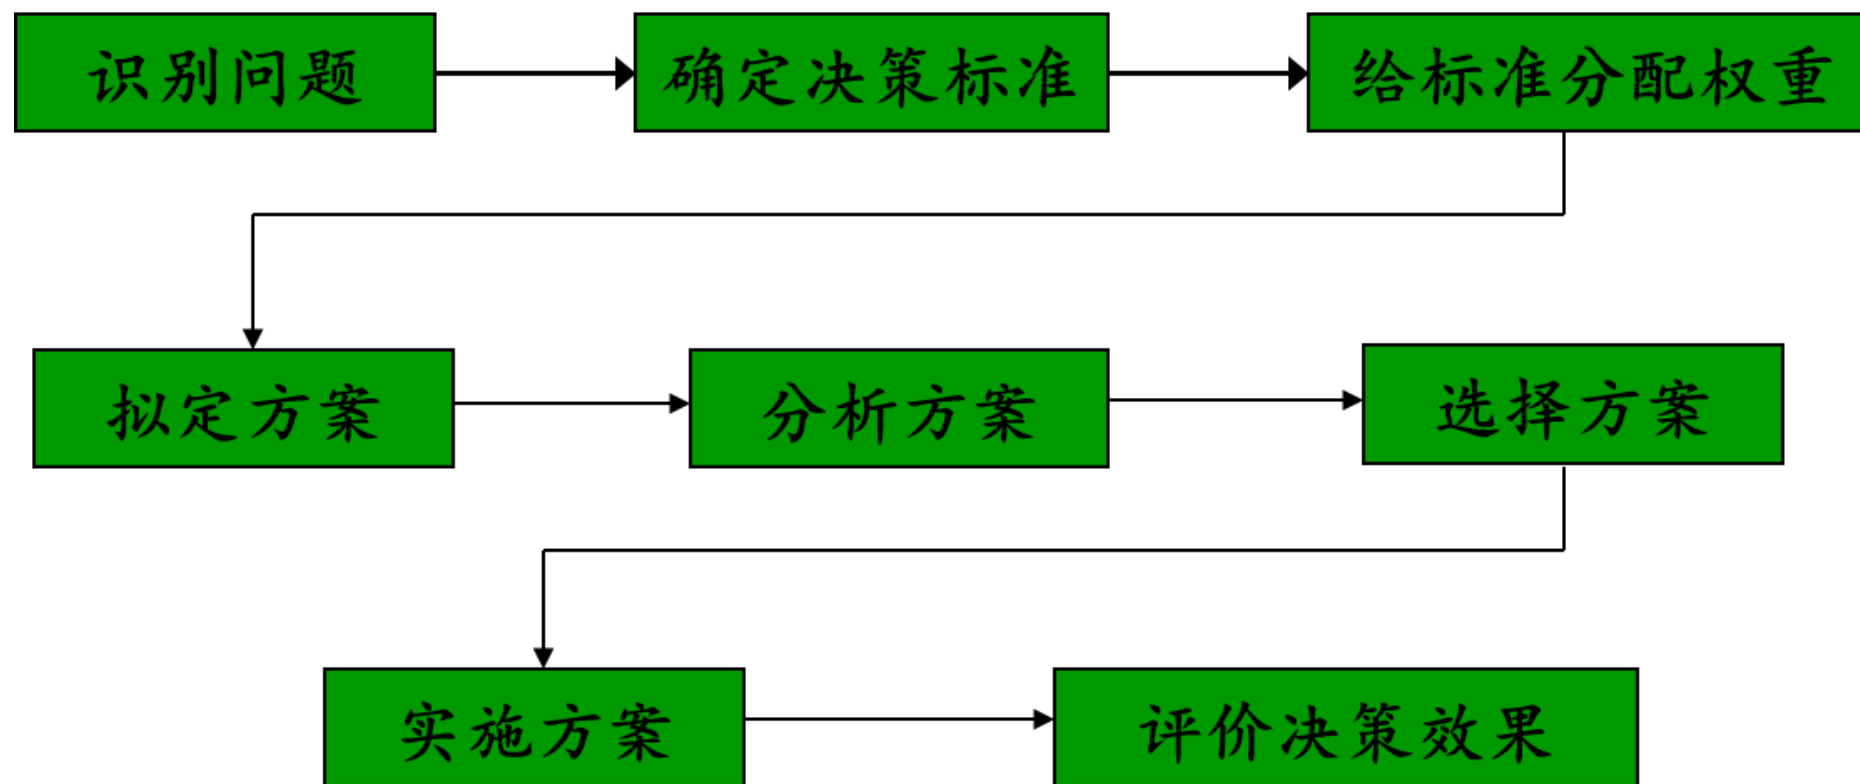 识别问题
确定决策标准
给标准分配权重
拟定方案
分析方案
选择方案
实施方案
评价决策效果